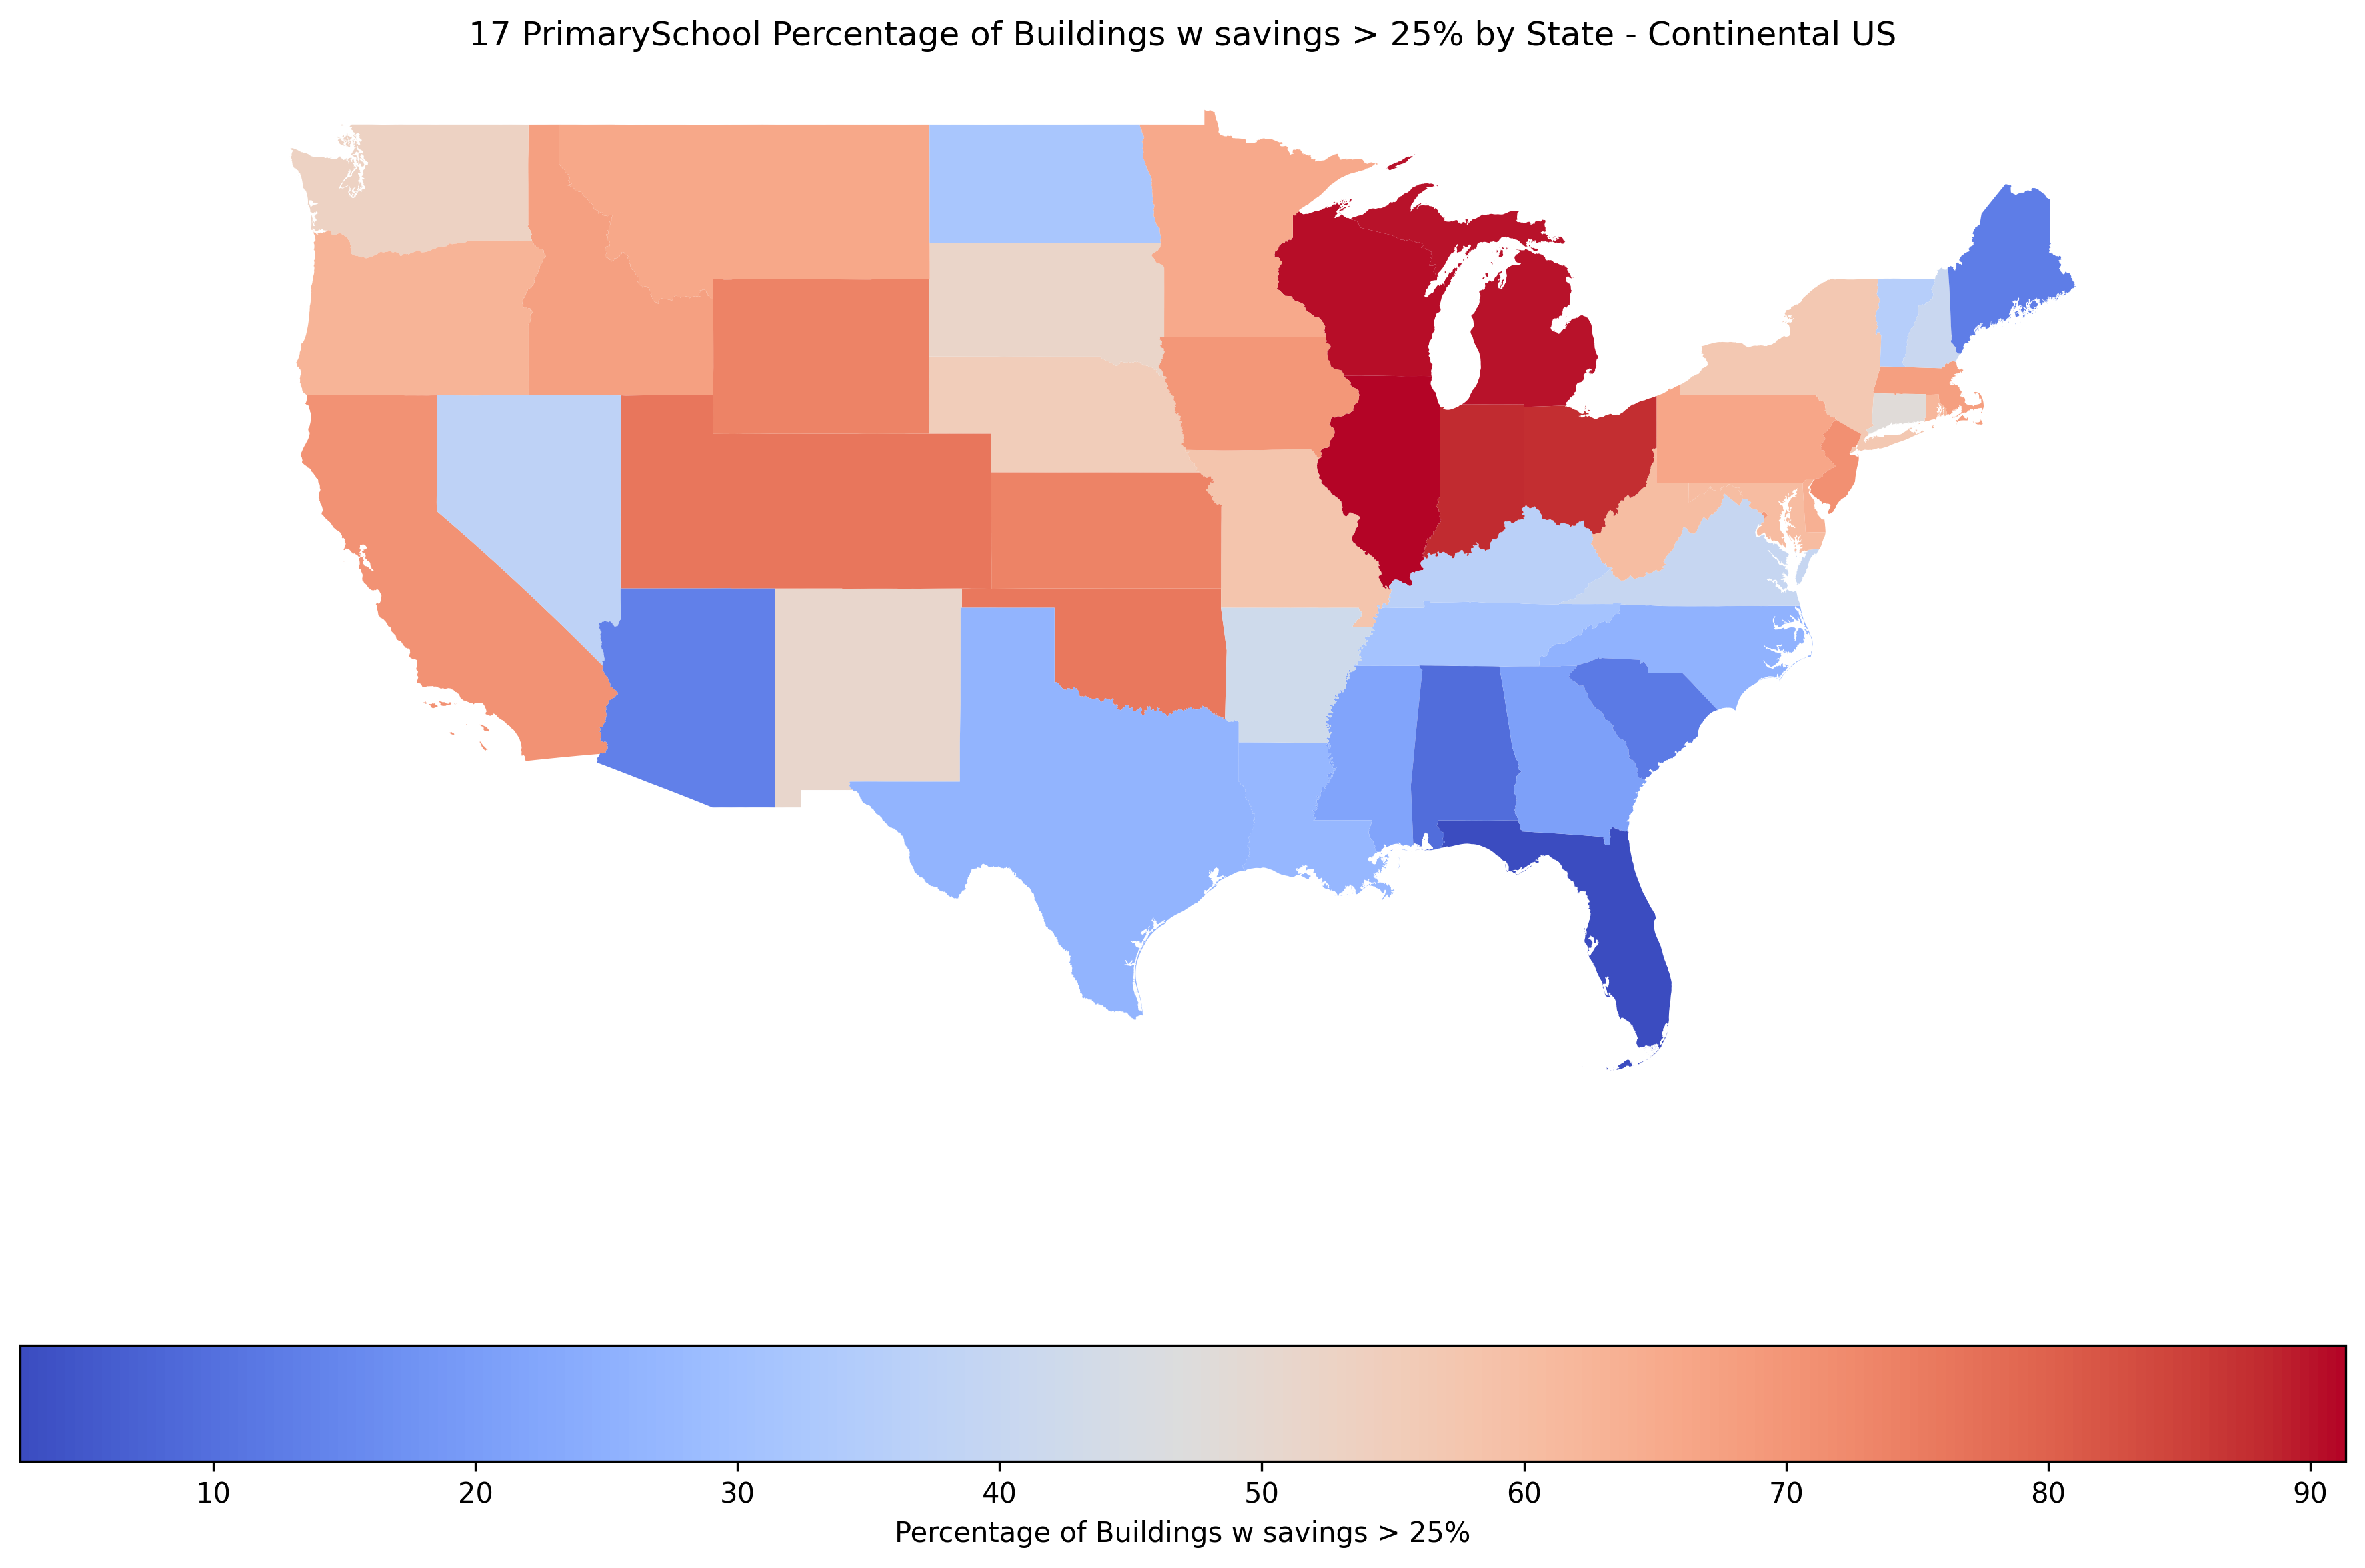 17 PrimarySchool Percentage of Buildings w savings > 25% by State - Continental US
10 20 30 40 50 60 70 80 90
Percentage of Buildings w savings > 25%